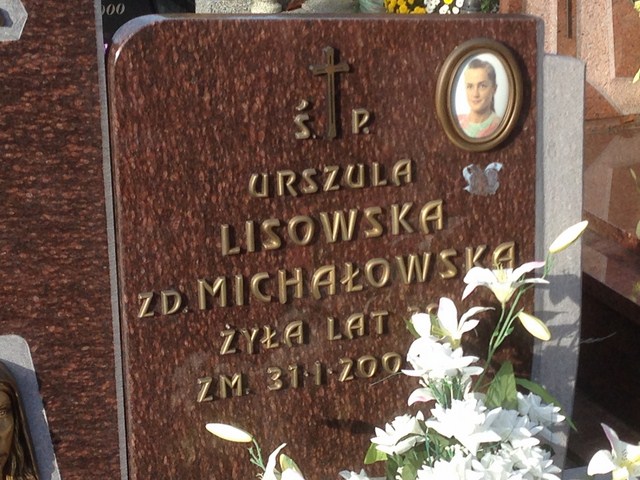 Ś. P.
URSZULA
LISOWSKA
ZD. MICHAŁOWSKA
ŻYŁA LAT
ZM. 31-1-200